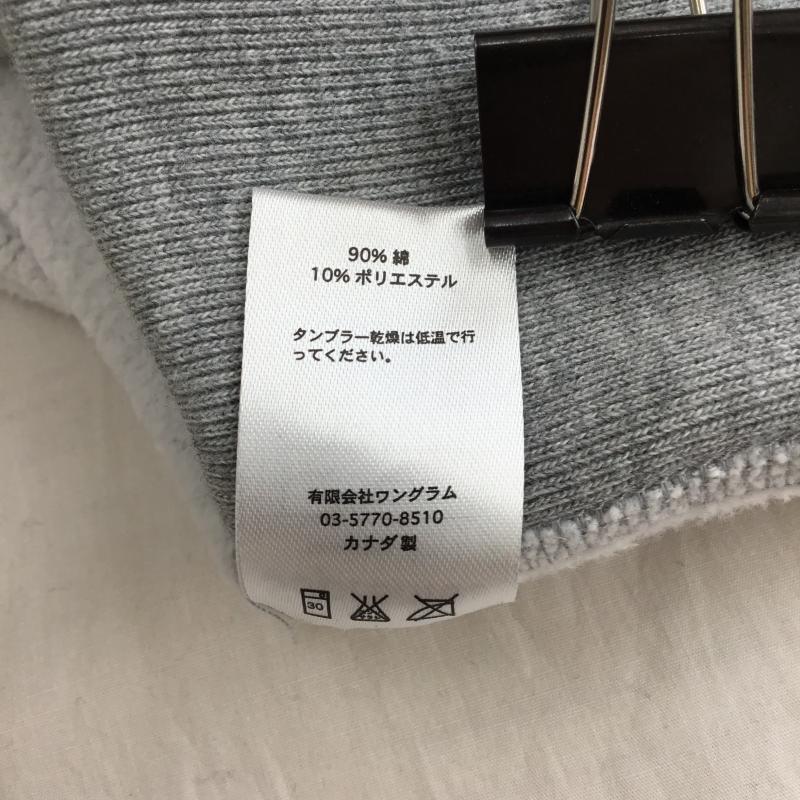 90% 綿
10% ポリエステル
タンブラー乾燥は低温で行
ってください。
有限会社ワングラム
03-5770-8510
カナダ製
30